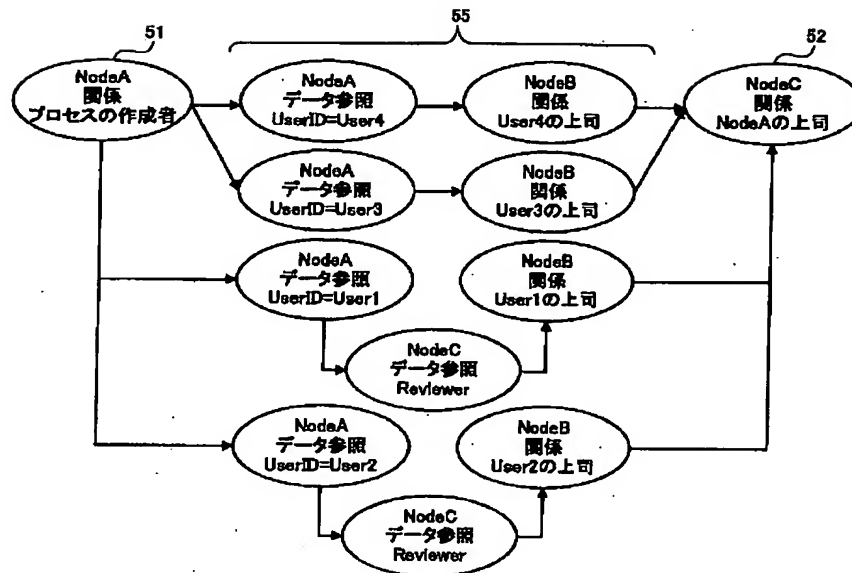 51
55
52
NodeA
関係
プロセスの作成者
NodeA
データ参照
UserID=User4
NodeB
関係
User4の上司
NodeC
関係
NodeAの上司
NodeA
データ参照
UserID=User3
NodeB
関係
User3の上司
NodeA
データ参照
UserID=User1
NodeB
関係
User1の上司
NodeC
データ参照
Reviewer
NodeA
データ参照
UserID=User2
NodeB
関係
User2の上司
NodeC
データ参照
Reviewer